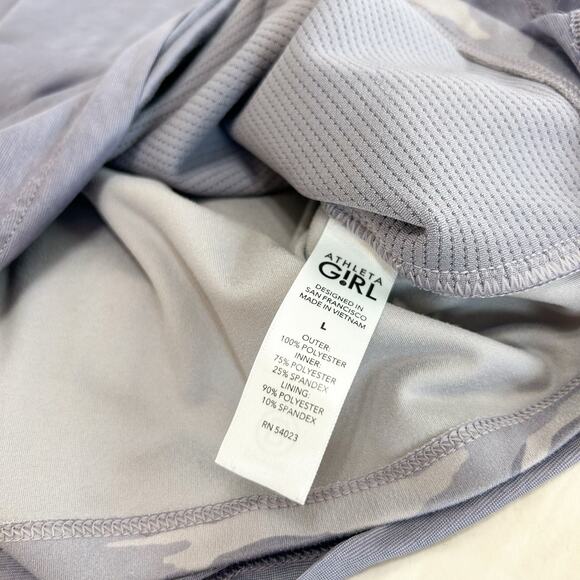 ATHLETA
G!RL
DESIGNED IN
SAN FRANCISCO
MADE IN VIETNAM
L
OUTER:
100% POLYESTER
INNER:
75% POLYESTER
25% SPANDEX
LINING:
90% POLYESTER
10% SPANDEX
RN 54023